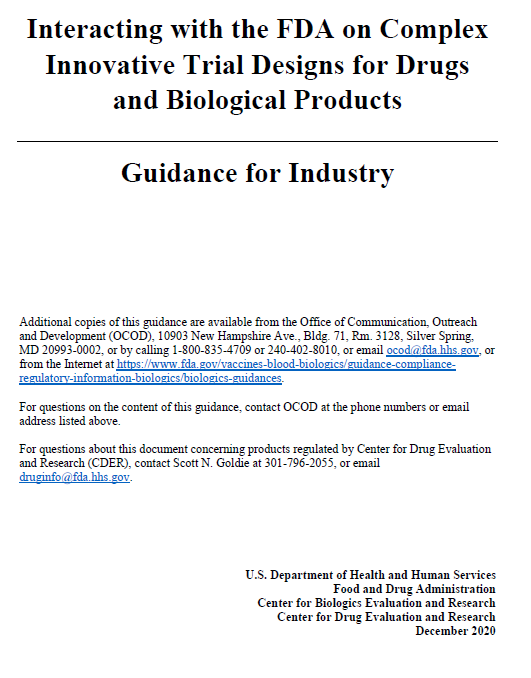 Interacting with the FDA on Complex
Innovative Trial Designs for Drugs
and Biological Products
Guidance for Industry
Additional copies of this guidance are available from the Office of Communication, Outreach
and Development (OCOD), 10903 New Hampshire Ave., Bldg. 71, Rm. 3128, Silver Spring,
MD 20993-0002, or by calling 1-800-835-4709 or 240-402-8010, or email ocod@fda.hhs.gov, or
from the Internet at https://www.fda.gov/vaccines-blood-biologics/guidance-compliance-
regulatory-information-biologics/biologics-guidances.
For questions on the content of this guidance, contact OCOD at the phone numbers or email
address listed above.
For questions about this document concerning products regulated by Center for Drug Evaluation
and Research (CDER), contact Scott N. Goldie at 301-796-2055, or email
druginfo@fda.hhs.gov.
U.S. Department of Health and Human Services
Food and Drug Administration
Center for Biologics Evaluation and Research
Center for Drug Evaluation and Research
December 2020